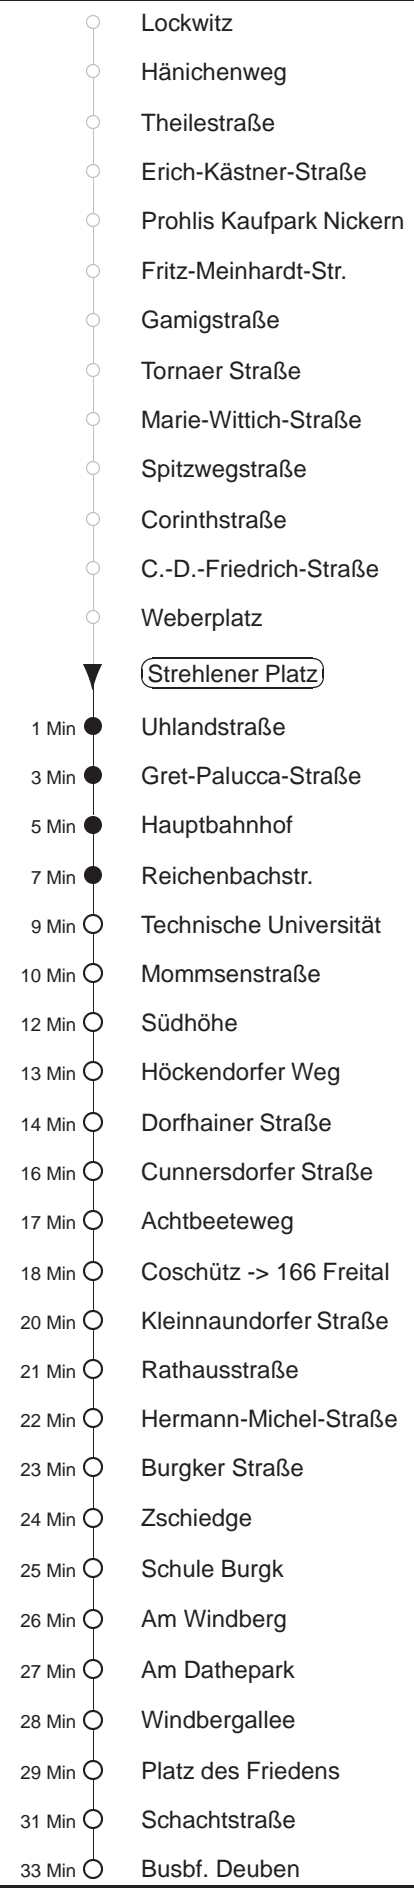 Lockwitz
Hänichenweg
Theilestraße
Erich-Kästner-Straße
Prohlis Kaufpark Nickern
Fritz-Meinhardt-Str.
Gamigstraße
Tornaer Straße
Marie-Wittich-Straße
Spitzwegstraße
Corinthstraße
C.-D.-Friedrich-Straße
Weberplatz
Strehlener Platz
1 Min Uhlandstraße
3 Min Gret-Palucca-Straße
5 Min Hauptbahnhof
7 Min Reichenbachstr.
9 Min Technische Universität
10 Min Mommsenstraße
12 Min Südhöhe
13 Min Höckendorfer Weg
14 Min Dorfhainer Straße
16 Min Cunnersdorfer Straße
17 Min Achtbeeteweg
18 Min Coschütz -> 166 Freital
20 Min Kleinnaundorfer Straße
21 Min Rathausstraße
22 Min Hermann-Michel-Straße
23 Min Burgker Straße
24 Min Zschiedge
25 Min Schule Burgk
26 Min Am Windberg
27 Min Am Dathepark
28 Min Windbergallee
29 Min Platz des Friedens
31 Min Schachtstraße
33 Min Busbf. Deuben